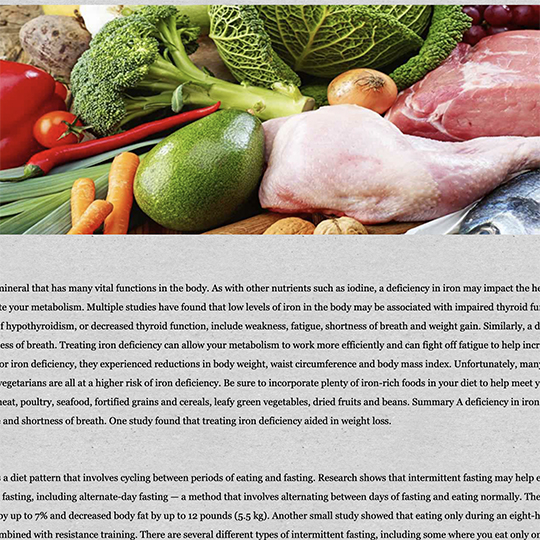 mineral that has many vital functions in the body. As with other nutrients such as iodine, a deficiency in iron may impact the
your metabolism. Multiple studies have found that low levels of iron in the body may be associated with impaired thyroid
of hypothyroidism, or decreased thyroid function, include weakness, fatigue, shortness of breath and weight gain. Similarly, a
of breath. Treating iron deficiency can allow your metabolism to work more efficiently and can fight off fatigue to help
for iron deficiency, they experienced reductions in body weight, waist circumference and body mass index. Unfortunately,
vegetarians are all at a higher risk of iron deficiency. Be sure to incorporate plenty of iron-rich foods in your diet to help meet
meat, poultry, seafood, fortified grains and cereals, leafy green vegetables, dried fruits and beans. Summary A deficiency in iron
and shortness of breath. One study found that treating iron deficiency aided in weight loss.
a diet pattern that involves cycling between periods of eating and fasting. Research shows that intermittent fasting may help
fasting, including alternate-day fasting — a method that involves alternating between days of fasting and eating normally.
by up to 7% and decreased body fat by up to 12 pounds (5.5 kg). Another small study showed that eating only during an
with resistance training. There are several different types of intermittent fasting, including some where you eat only